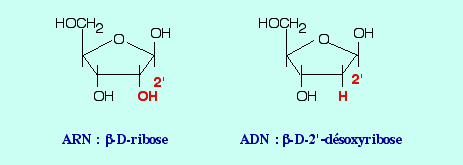 HOCH2 O OH
2'
OH OH
ARN : β-D-ribose
HOCH2 O OH
2'
OH H
ADN : β-D-2'-désoxyribose